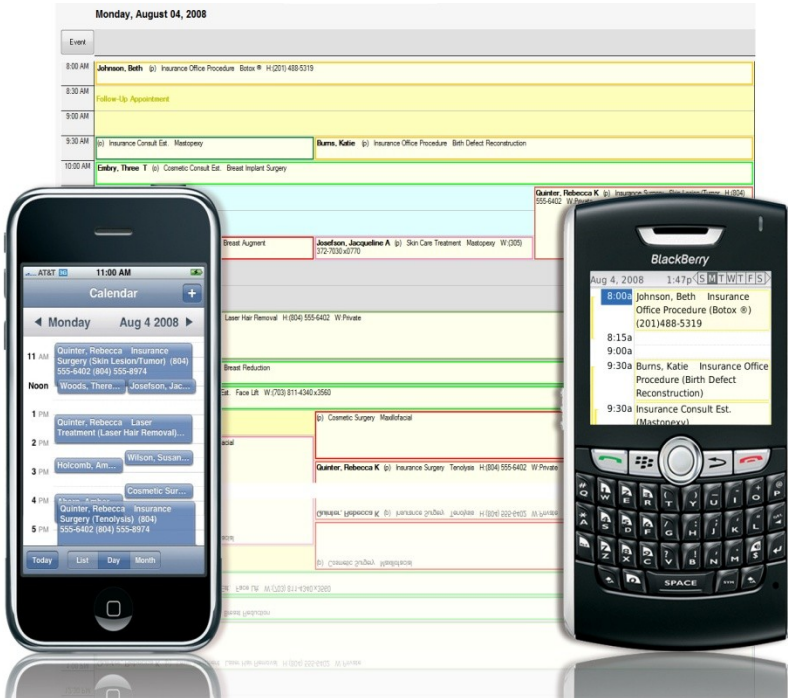 Monday, August 04, 2008
Event
8:00 AM
Johnson, Beth (p) Insurance Office Procedure Botox ® H:(201) 488-5319
8:30 AM
Follow-Up Appointment
9:00 AM
9:30 AM
(p) Insurance Consult Est. Mastopexy
Burns, Katie (p) Insurance Office Procedure Birth Defect Reconstruction
10:00 AM
Embry, Three T (p) Cosmetic Consult Est. Breast Implant Surgery
Quinter, Rebecca K (p) Insurance Surgery Skin Lesion/Tumor H:(804)
555-6402 W:Private
Breast Augment
Josefson, Jacqueline A (p) Skin Care Treatment Mastopexy W:(305)
372-7030 x0770
Laser Hair Removal H:(804) 555-6402 W:Private
Breast Reduction
Est. Face Lift W:(703) 811-4340 x3560
(p) Cosmetic Surgery Maxillofacial
acial
Quinter, Rebecca K (p) Insurance Surgery Tenolysis H:(804) 555-6402 W:Private
AT&T
11:00 AM
Calendar
+
Monday Aug 4 2008
11 AM
Quinter, Rebecca Insurance
Surgery (Skin Lesion/Tumor) (804)
555-6402 (804) 555-8974
Noon
Woods, There...
Josefson, Jac...
1 PM
Quinter, Rebecca Laser
Treatment (Laser Hair Removal)...
2 PM
Wilson, Susan...
Holcomb, Am...
3 PM
Cosmetic Sur...
4 PM
Quinter, Rebecca Insurance
Surgery (Tenolysis) (804)
555-6402 (804) 555-8974
5 PM
Today List Day Month
BlackBerry
Aug 4, 2008 1:47p S M T W T F S
8:00a Johnson, Beth Insurance
Office Procedure (Botox ®)
(201)488-5319
8:15a
9:00a
9:30a Burns, Katie Insurance Office
Procedure (Birth Defect
Reconstruction)
9:30a Insurance Consult Est.
(Mastopexy)
Q W E R T Y U I O P
A S D F G H J K L
Z X C V B N M $
SPACE